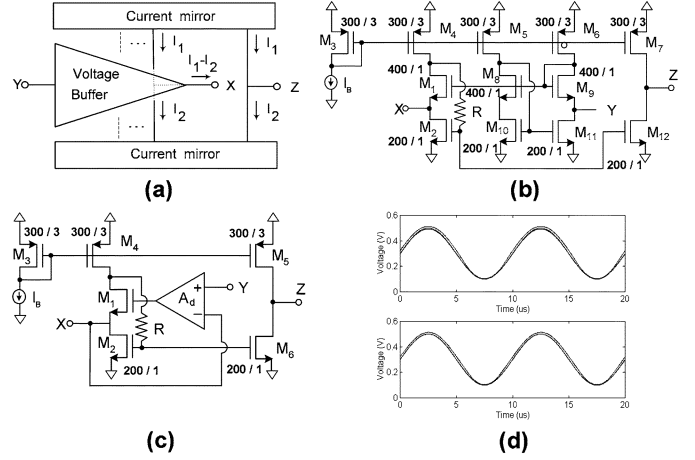 Current mirror
I1
I1
I1-I2
Y
Voltage
Buffer
X
Z
I2
I2
Current mirror
(a)
300 / 3
300 / 3
300 / 3
300 / 3
300 / 3
M3
M4
M5
M6
M7
IB
400 / 1
M1
M8
400 / 1
400 / 1
M9
X
R
Y
Z
M2
M10
M11
M12
200 / 1
200 / 1
200 / 1
200 / 1
(b)
300 / 3
300 / 3
300 / 3
M3
M4
M5
IB
M1
Ad
+
−
Y
Z
X
R
M2
M6
200 / 1
200 / 1
(c)
0.6
0.4
0.2
0
Voltage (V)
0
5
10
15
20
Time (us)
0.6
0.4
0.2
0
Voltage (V)
0
5
10
15
20
Time (us)
(d)